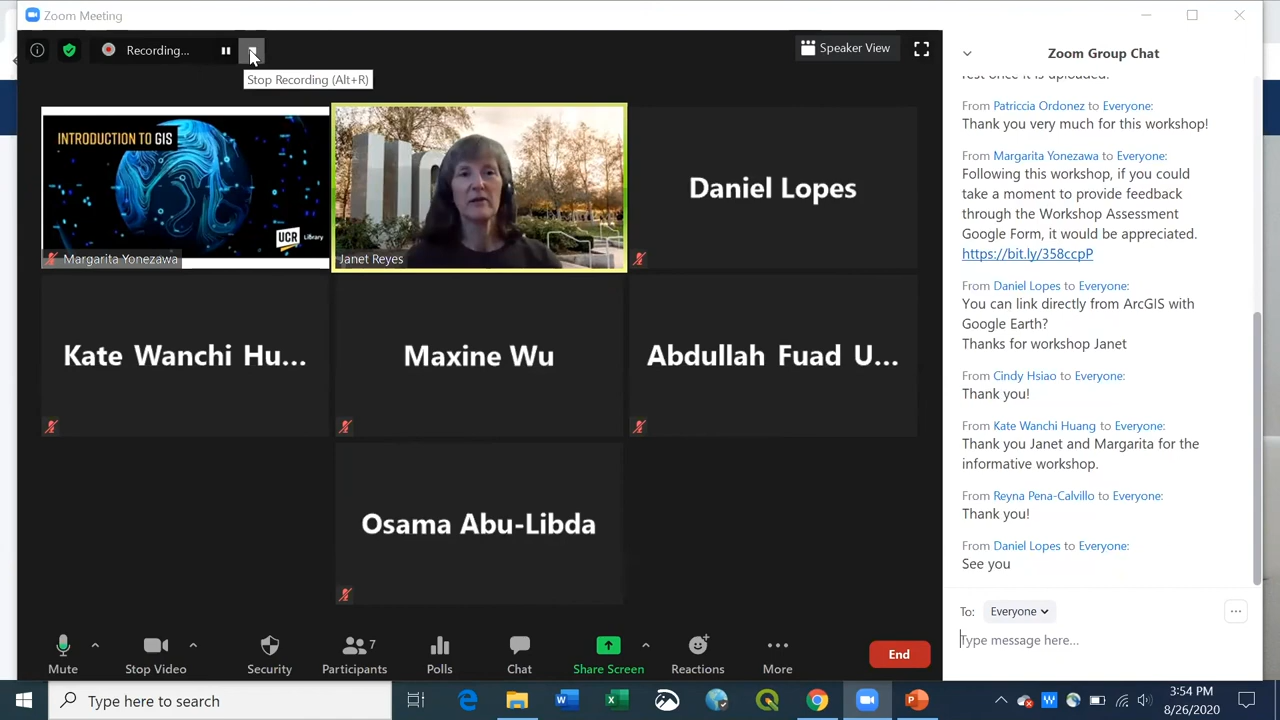 Zoom Meeting
Recording...
Stop Recording (Alt+R)
Speaker View
INTRODUCTION TO GIS
UCR Library
Margarita Yonezawa
Janet Reyes
Daniel Lopes
Kate Wanchi Hu...
Maxine Wu
Abdullah Fuad U...
Osama Abu-Libda
Mute
Stop Video
Security
7
Participants
Polls
Chat
Share Screen
Reactions
More
End
Zoom Group Chat
rest once it is uploaded.
From Patriccia Ordonez to Everyone:
Thank you very much for this workshop!
From Margarita Yonezawa to Everyone:
Following this workshop, if you could
take a moment to provide feedback
through the Workshop Assessment
Google Form, it would be appreciated.
https://bit.ly/358ccpP
From Daniel Lopes to Everyone:
You can link directly from ArcGIS with
Google Earth?
Thanks for workshop Janet
From Cindy Hsiao to Everyone:
Thank you!
From Kate Wanchi Huang to Everyone:
Thank you Janet and Margarita for the
informative workshop.
From Reyna Pena-Calvillo to Everyone:
Thank you!
From Daniel Lopes to Everyone:
See you
To: Everyone
Type message here...
Type here to search
3:54 PM
8/26/2020